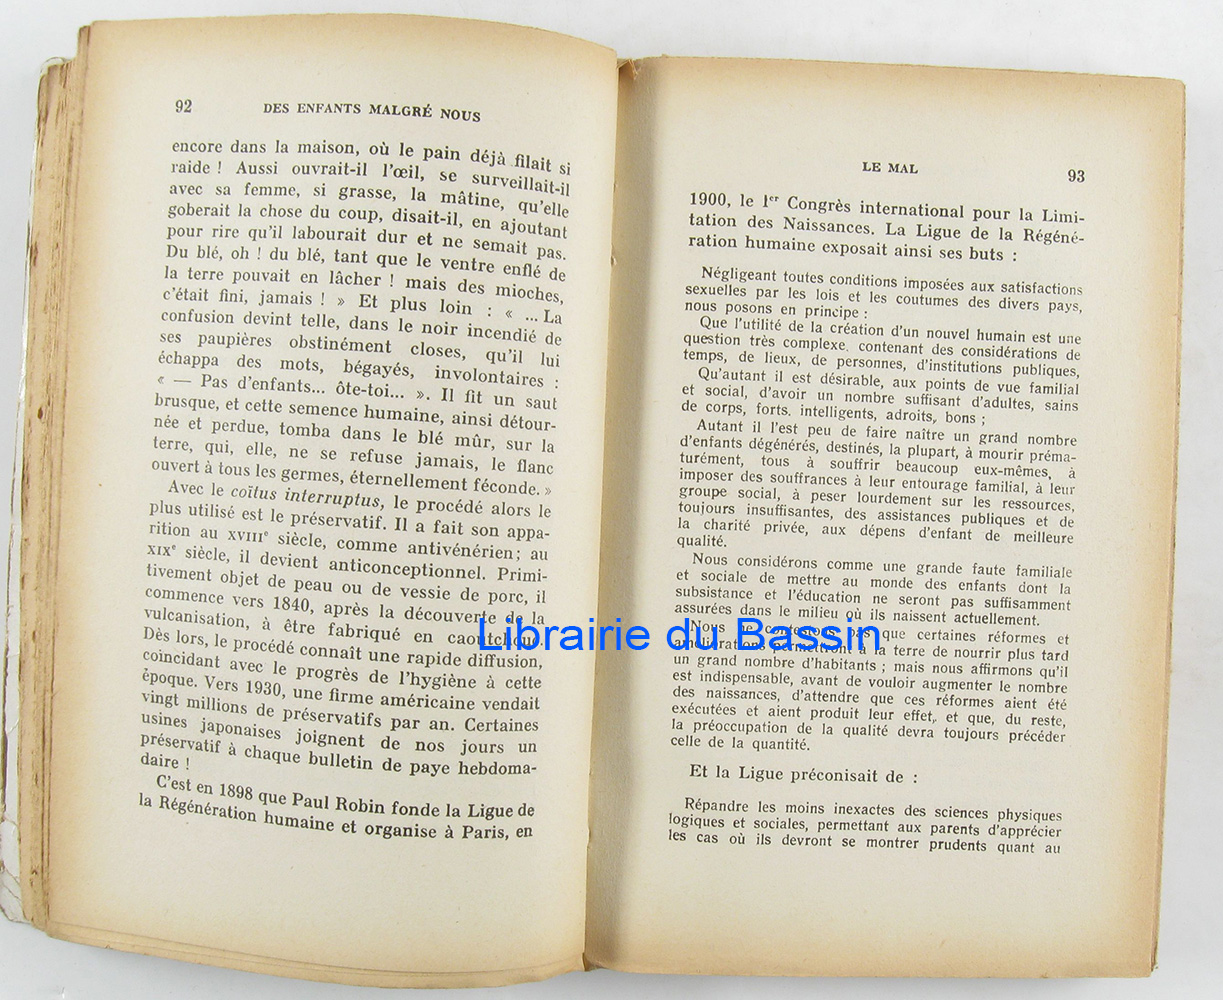 92
DES ENFANTS MALGRÉ NOUS
encore dans la maison, où le pain déjà filait si
raide ! Aussi ouvrait-il l'œil, se surveillait-il
avec sa femme, si grasse, la mâtine, qu'elle
goberait la chose du coup, disait-il, en ajoutant
pour rire qu'il labourait dur et ne semait pas.
Du blé, oh ! du blé, tant que le ventre enflé de
la terre pouvait en lâcher ! mais des mioches,
c'était fini, jamais ! » Et plus loin : « ... La
confusion devint telle, dans le noir incendié de
ses paupières obstinément closes, qu'il lui
échappa des mots, bégayés, involontaires :
« — Pas d'enfants... ôte-toi... ». Il fit un saut
brusque, et cette semence humaine, ainsi détour-
née et perdue, tomba dans le blé mûr, sur la
terre, qui, elle, ne se refuse jamais, le flanc
ouvert à tous les germes, éternellement féconde. »
Avec le coïtus interruptus, le procédé alors le
plus utilisé est le préservatif. Il a fait son appa-
rition au XVIIIe siècle, comme antivénérien ; au
XIXe siècle, il devient anticonceptionnel. Primi-
tivement objet de peau ou de vessie de porc, il
commence vers 1840, après la découverte de la
vulcanisation, à être fabriqué en caoutchouc.
Dès lors, le procédé connaît une rapide diffusion,
coïncidant avec le progrès de l'hygiène à cette
époque. Vers 1930, une firme américaine vendait
vingt millions de préservatifs par an. Certaines
usines japonaises joignent de nos jours un
préservatif à chaque bulletin de paye hebdoma-
daire !
C'est en 1898 que Paul Robin fonde la Ligue de
la Régénération humaine et organise à Paris, en
LE MAL
93
1900, le 1er Congrès international pour la Limi-
tation des Naissances. La Ligue de la Régéné-
ration humaine exposait ainsi ses buts :
Négligeant toutes conditions imposées aux satisfactions
sexuelles par les lois et les coutumes des divers pays,
nous posons en principe :
Que l'utilité de la création d'un nouvel humain est une
question très complexe. contenant des considérations de
temps, de lieux, de personnes, d'institutions publiques,
Qu'autant il est désirable, aux points de vue familial
et social, d'avoir un nombre suffisant d'adultes, sains
de corps, forts. intelligents, adroits, bons ;
Autant il l'est peu de faire naître un grand nombre
d'enfants dégénérés, destinés, la plupart, à mourir préma-
turément, tous à souffrir beaucoup eux-mêmes, à
imposer des souffrances à leur entourage familial, à leur
groupe social, à peser lourdement sur les ressources,
toujours insuffisantes, des assistances publiques et de
la charité privée, aux dépens d'enfant de meilleure
qualité.
Nous considérons comme une grande faute familiale
et sociale de mettre au monde des enfants dont la
subsistance et l'éducation ne seront pas suffisamment
assurées dans le milieu où ils naissent actuellement.
Nous ne contestons pas que certaines réformes et
améliorations permettront à la terre de nourrir plus tard
un grand nombre d'habitants ; mais nous affirmons qu'il
est indispensable, avant de vouloir augmenter le nombre
des naissances, d'attendre que ces réformes aient été
exécutées et aient produit leur effet, et que, du reste,
la préoccupation de la qualité devra toujours précéder
celle de la quantité.
Et la Ligue préconisait de :
Répandre les moins inexactes des sciences physiques
logiques et sociales, permettant aux parents d'apprécier
les cas où ils devront se montrer prudents quant au
Librairie du Bassin